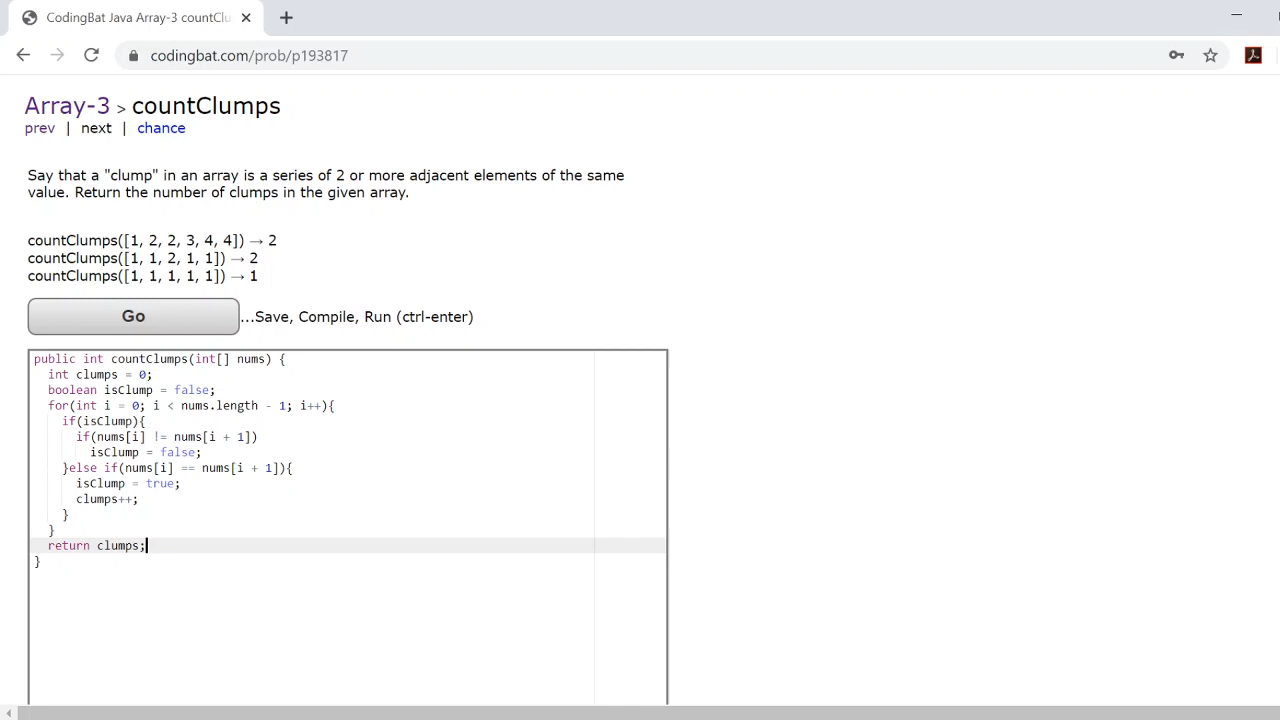 CodingBat Java Array-3 countClu
codingbat.com/prob/p193817
Array-3 > countClumps
prev | next | chance
Say that a "clump" in an array is a series of 2 or more adjacent elements of the same
value. Return the number of clumps in the given array.
countClumps([1, 2, 2, 3, 4, 4]) → 2
countClumps([1, 1, 2, 1, 1]) → 2
countClumps([1, 1, 1, 1, 1]) → 1
Go ...Save, Compile, Run (ctrl-enter)
public int countClumps(int[] nums) {
  int clumps = 0;
  boolean isClump = false;
  for(int i = 0; i < nums.length - 1; i++){
    if(isClump){
      if(nums[i] != nums[i + 1])
        isClump = false;
    }else if(nums[i] == nums[i + 1]){
      isClump = true;
      clumps++;
    }
  }
  return clumps;
}